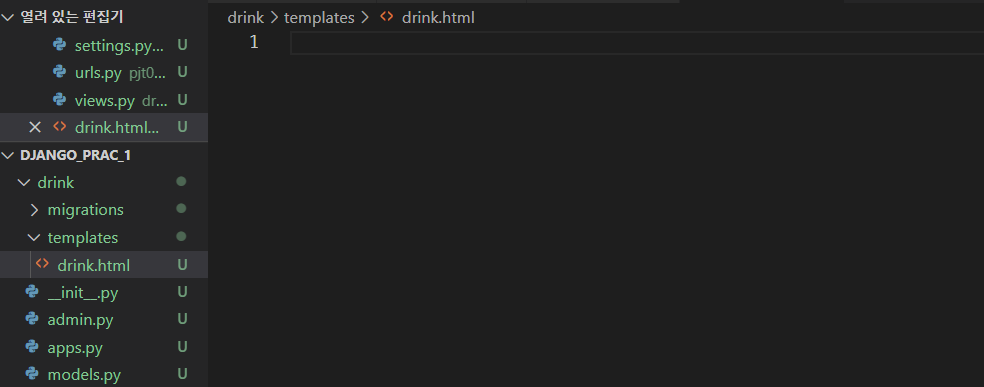 열려 있는 편집기
settings.py... U
urls.py pjt0... U
views.py dr... U
drink.html... U
DJANGO_PRAC_1
drink
migrations
templates
drink.html U
__init__.py U
admin.py U
apps.py U
models.py U
drink > templates > <> drink.html
1